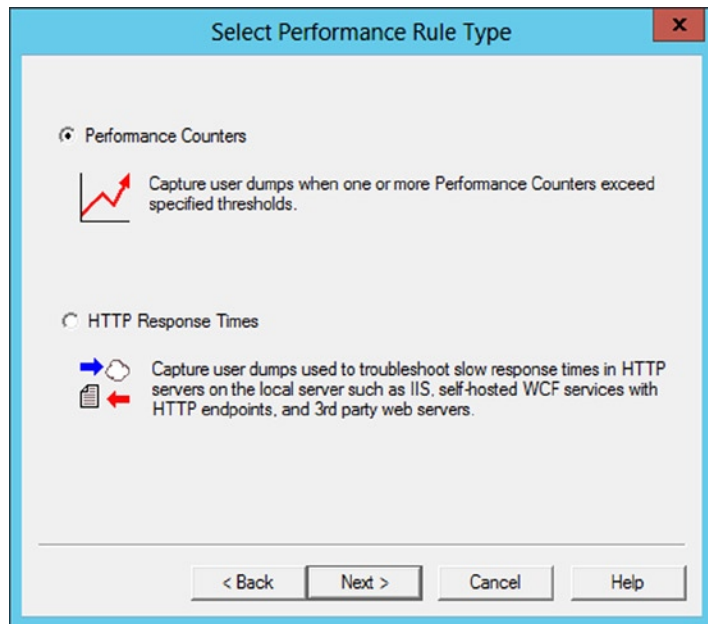 Select Performance Rule Type
x
Performance Counters
Capture user dumps when one or more Performance Counters exceed
specified thresholds.
HTTP Response Times
Capture user dumps used to troubleshoot slow response times in HTTP
servers on the local server such as IIS, self-hosted WCF services with
HTTP endpoints, and 3rd party web servers.
< Back
Next >
Cancel
Help